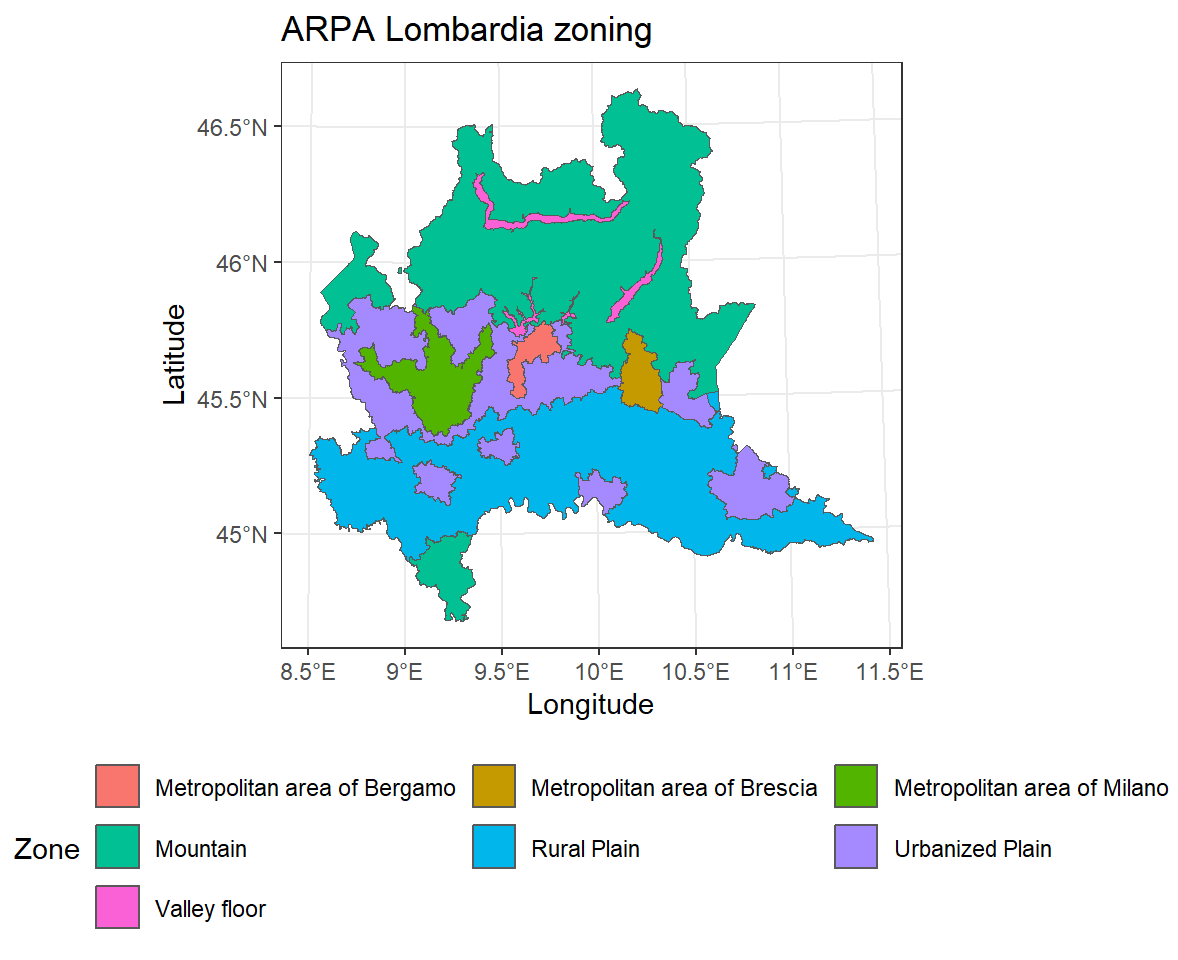 ARPA Lombardia zoning
46.5°N
46°N
45.5°N
45°N
Latitude
8.5°E 9°E 9.5°E 10°E 10.5°E 11°E 11.5°E
Longitude
Metropolitan area of Bergamo Metropolitan area of Brescia Metropolitan area of Milano
Zone Mountain Rural Plain Urbanized Plain
Valley floor